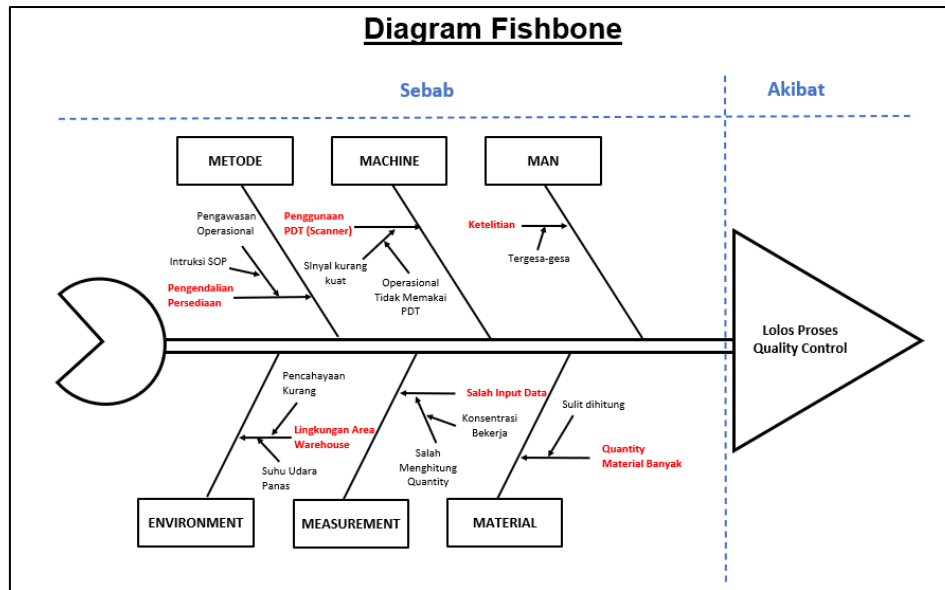 Diagram Fishbone
Sebab
Akibat
METODE
MACHINE
MAN
Pengawasan
Operasional
Intruksi SOP
Pengendalian
Persediaan
Penggunaan
PDT (Scanner)
SInyal kurang
kuat
Operasional
Tidak Memakai
PDT
Ketelitian
Tergesa-gesa
Lolos Proses
Quality Control
Pencahayaan
Kurang
Lingkungan Area
Warehouse
Suhu Udara
Panas
Salah Input Data
Konsentrasi
Bekerja
Salah
Menghitung
Quantity
Sulit dihitung
Quantity
Material Banyak
ENVIRONMENT
MEASUREMENT
MATERIAL